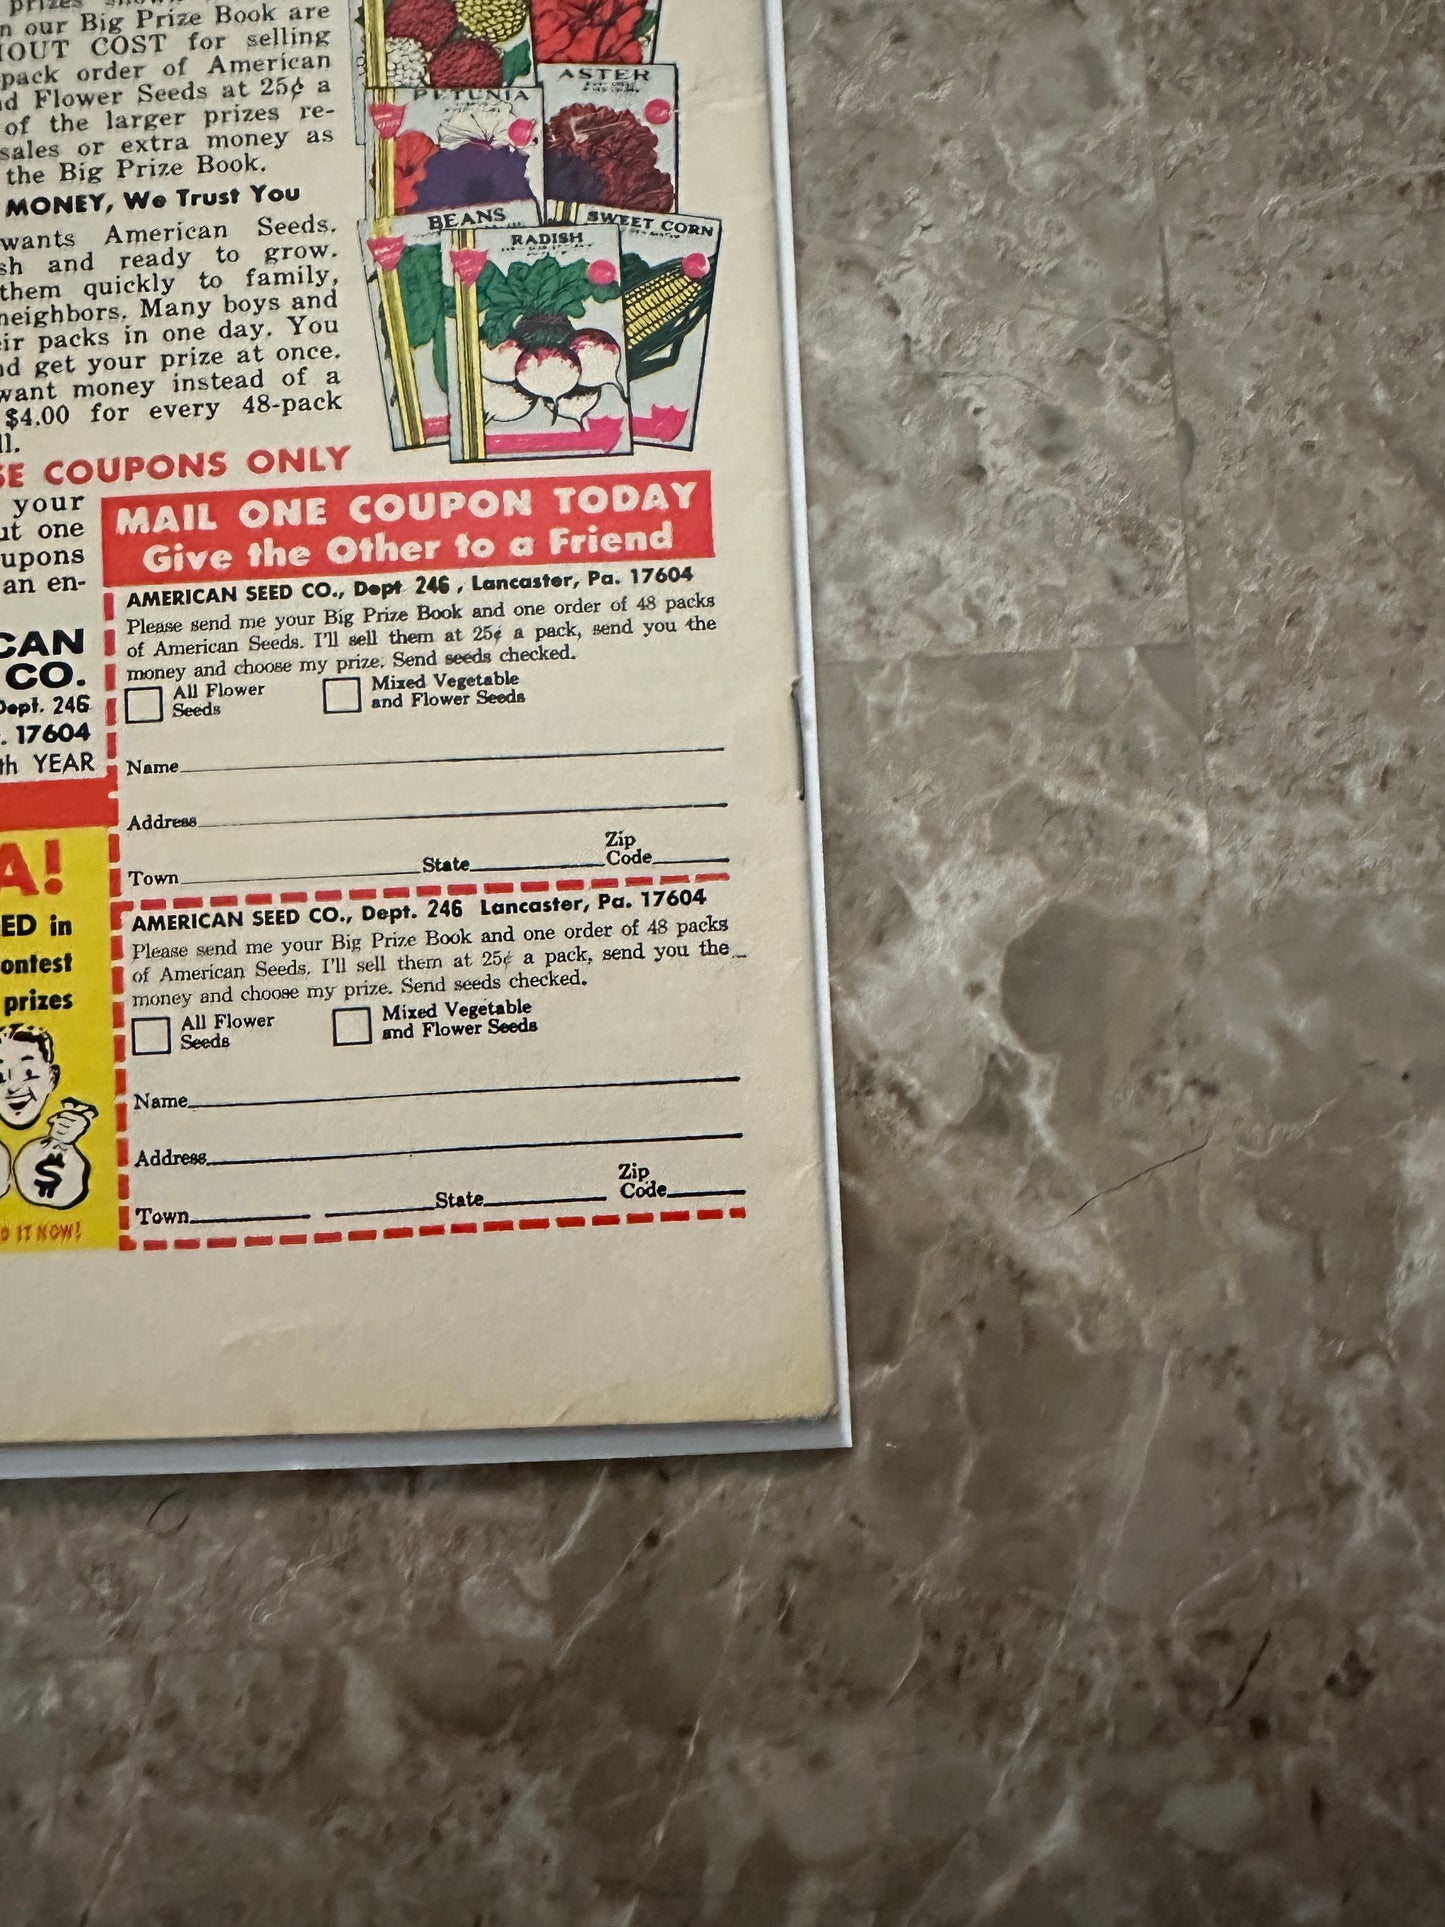 prizes
n our Big Prize Book are
HOUT COST for selling
pack order of American
d Flower Seeds at 25¢ a
of the larger prizes re-
sales or extra money as
the Big Prize Book.
MONEY, We Trust You
wants American Seeds.
sh and ready to grow.
them quickly to family,
neighbors. Many boys and
eir packs in one day. You
nd get your prize at once.
want money instead of a
$4.00 for every 48-pack
ll.
PETUNIA
ASTER
BEANS
RADISH
SWEET CORN
SE COUPONS ONLY
your
ut one
upons
an en-
CAN
CO.
Dept. 246
. 17604
th YEAR
A!
ED in
ontest
prizes
$
D IT NOW!
MAIL ONE COUPON TODAY
Give the Other to a Friend
AMERICAN SEED CO., Dept 246 , Lancaster, Pa. 17604
Please send me your Big Prize Book and one order of 48 packs
of American Seeds. I'll sell them at 25¢ a pack, send you the
money and choose my prize. Send seeds checked.
All Flower
Seeds
Mixed Vegetable
and Flower Seeds
Name
Address
Town State Zip
Code
AMERICAN SEED CO., Dept. 246 Lancaster, Pa. 17604
Please send me your Big Prize Book and one order of 48 packs
of American Seeds. I'll sell them at 25¢ a pack, send you the
money and choose my prize. Send seeds checked.
All Flower
Seeds
Mixed Vegetable
and Flower Seeds
Name
Address
Town State Zip
Code